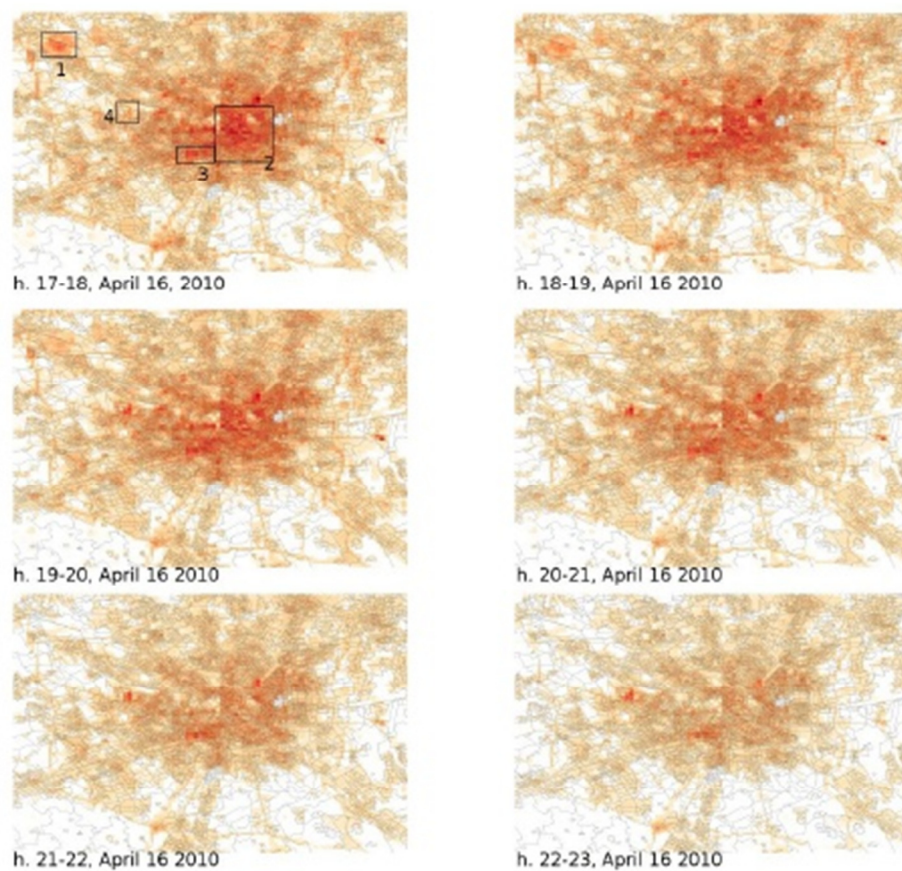 1
4
2
3
h. 17-18, April 16, 2010
h. 18-19, April 16 2010
h. 19-20, April 16 2010
h. 20-21, April 16 2010
h. 21-22, April 16 2010
h. 22-23, April 16 2010